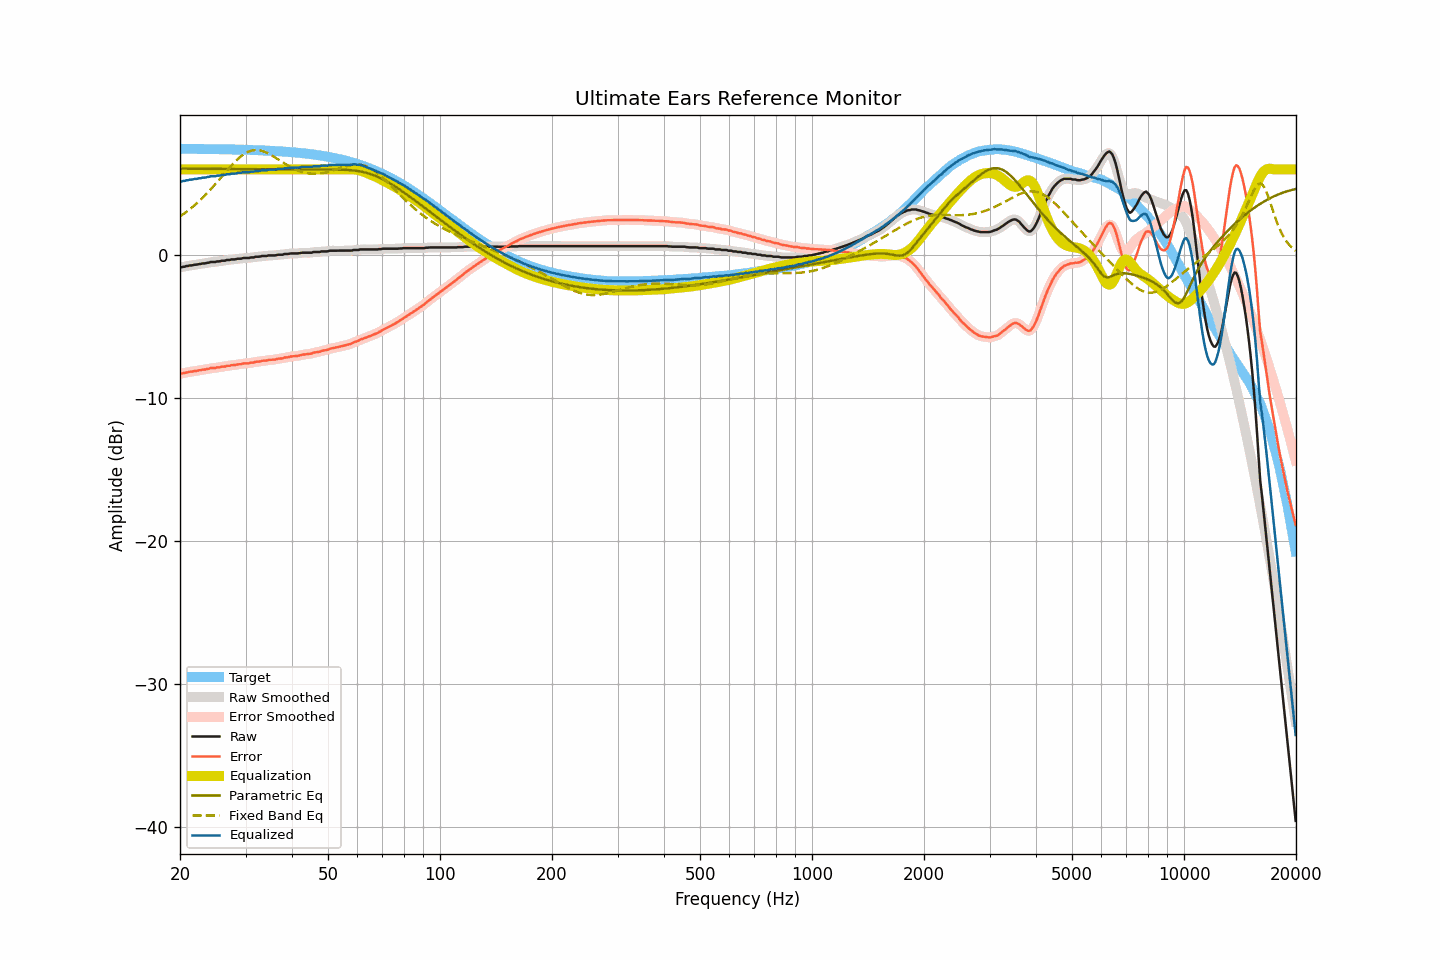 Ultimate Ears Reference Monitor
Amplitude (dBr)
0
−10
−20
−30
−40
Target
Raw Smoothed
Error Smoothed
Raw
Error
Equalization
Parametric Eq
Fixed Band Eq
Equalized
20 50 100 200 500 1000 2000 5000 10000 20000
Frequency (Hz)